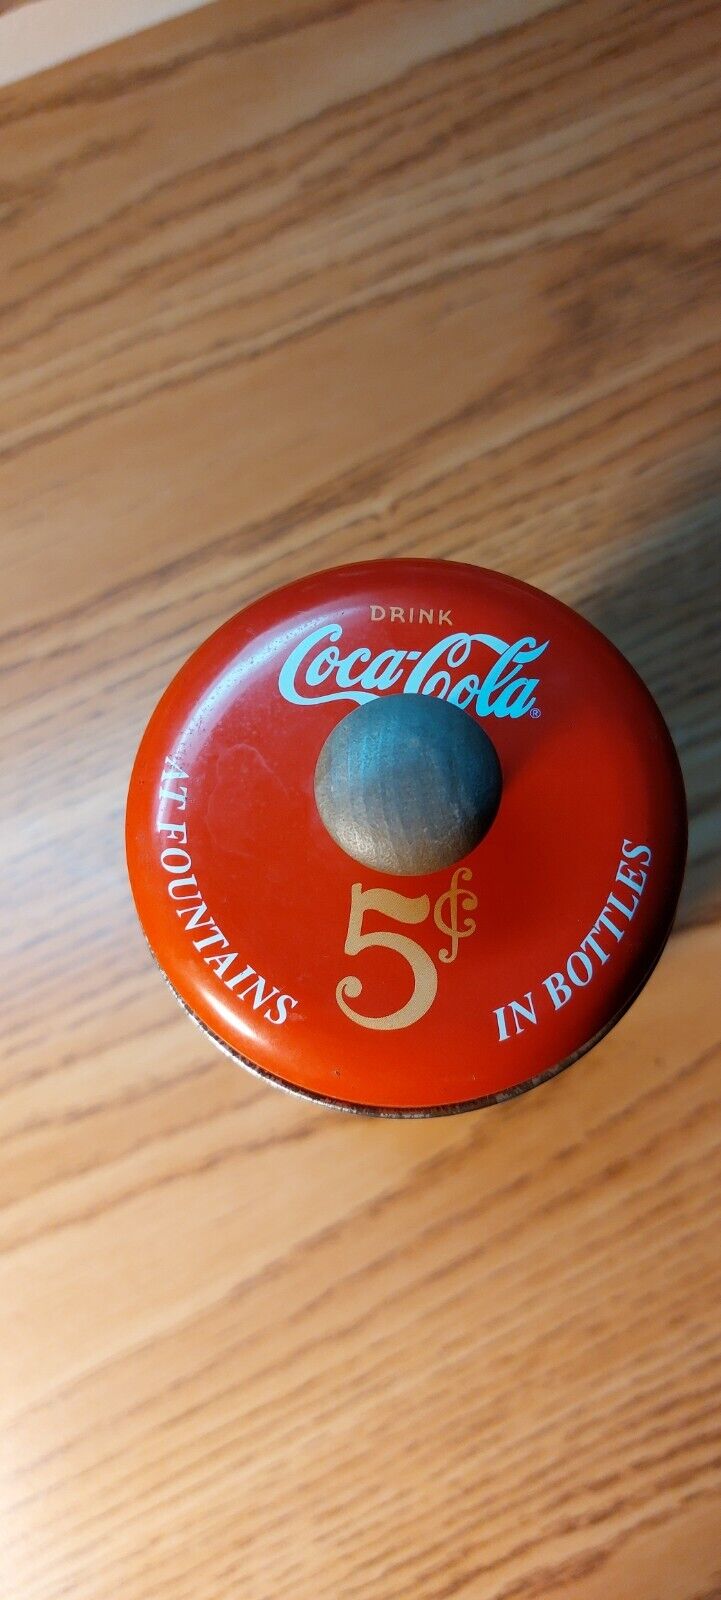 DRINK
Coca-Cola®
5¢
AT FOUNTAINS
IN BOTTLES